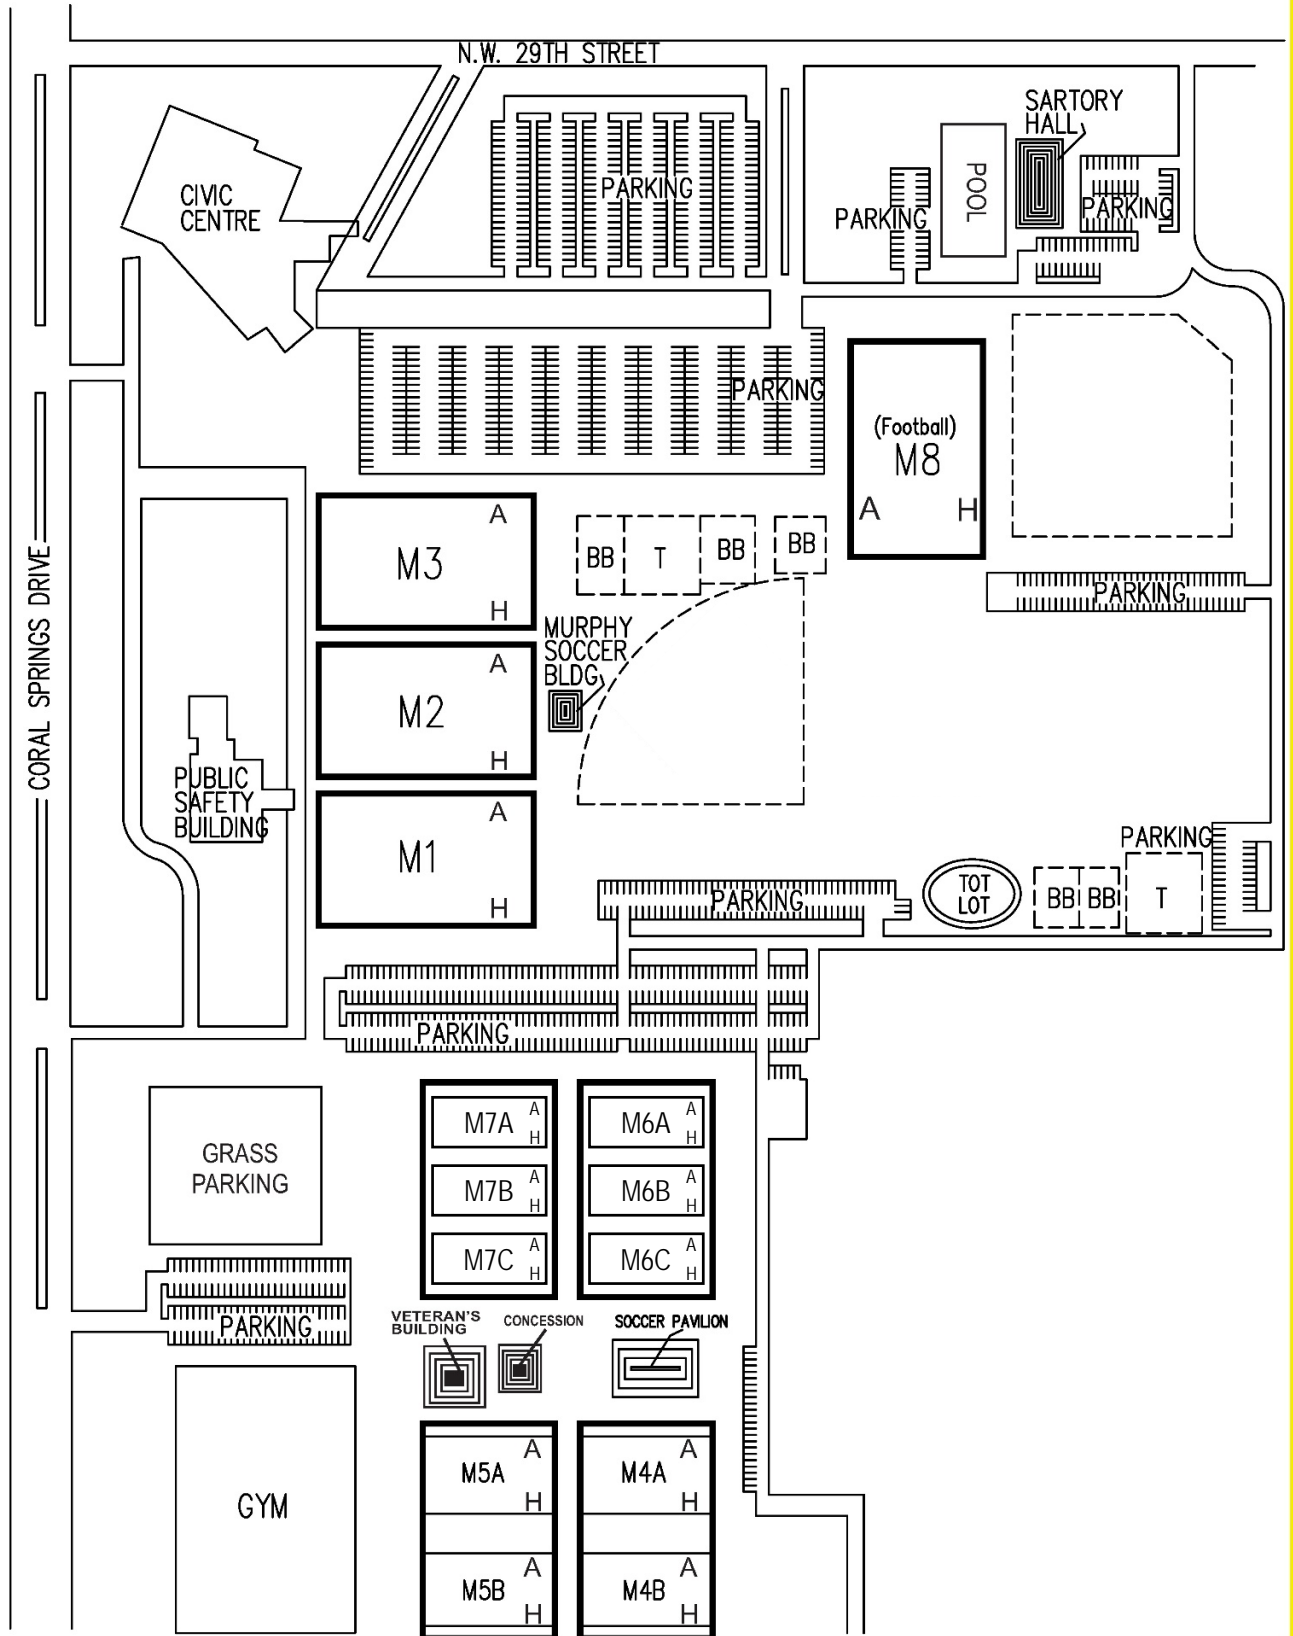 N.W. 29TH STREET
SARTORY
HALL
CIVIC
CENTRE
PARKING
PARKING
POOL
PARKING
PARKING
(Football)
M8
A H
A
M3
H
BB
T
BB
BB
PARKING
CORAL SPRINGS DRIVE
MURPHY
SOCCER
BLDG
A
M2
H
PUBLIC
SAFETY
BUILDING
A
M1
H
PARKING
PARKING
TOT
LOT
BB
BB
T
PARKING
GRASS
PARKING
M7A A
H
M6A A
H
M7B A
H
M6B A
H
M7C A
H
M6C A
H
PARKING
VETERAN'S
BUILDING
CONCESSION
SOCCER PAVILION
GYM
A
M5A
H
A
M4A
H
A
M5B
H
A
M4B
H